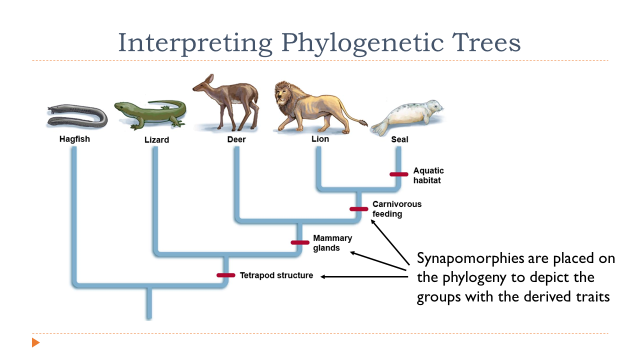 Interpreting Phylogenetic Trees
Hagfish
Lizard
Deer
Lion
Seal
Aquatic
habitat
Carnivorous
feeding
Mammary
glands
Tetrapod structure
Synapomorphies are placed on
the phylogeny to depict the
groups with the derived traits